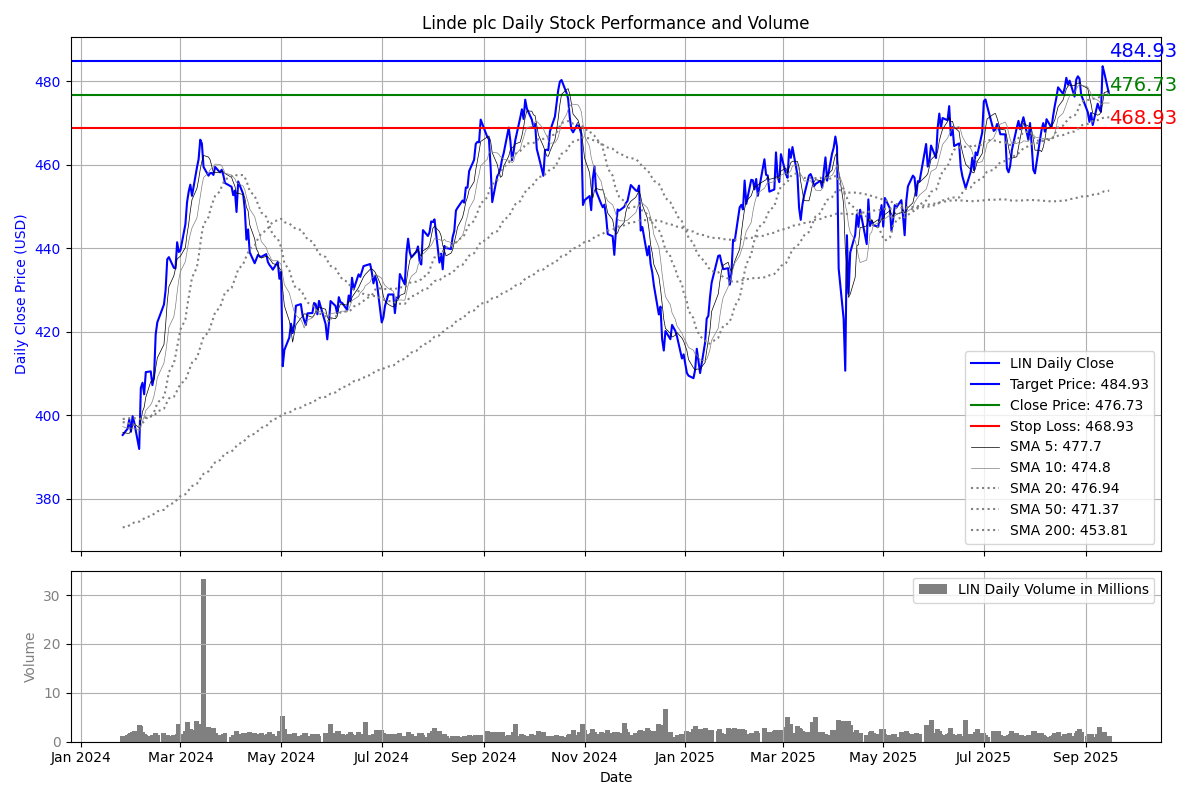 Linde plc Daily Stock Performance and Volume
Daily Close Price (USD)
480
460
440
420
400
380
484.93
476.73
468.93
LIN Daily Close
Target Price: 484.93
Close Price: 476.73
Stop Loss: 468.93
SMA 5: 477.7
SMA 10: 474.8
SMA 20: 476.94
SMA 50: 471.37
SMA 200: 453.81
Volume
30
20
10
0
LIN Daily Volume in Millions
Jan 2024 Mar 2024 May 2024 Jul 2024 Sep 2024 Nov 2024 Jan 2025 Mar 2025 May 2025 Jul 2025 Sep 2025
Date